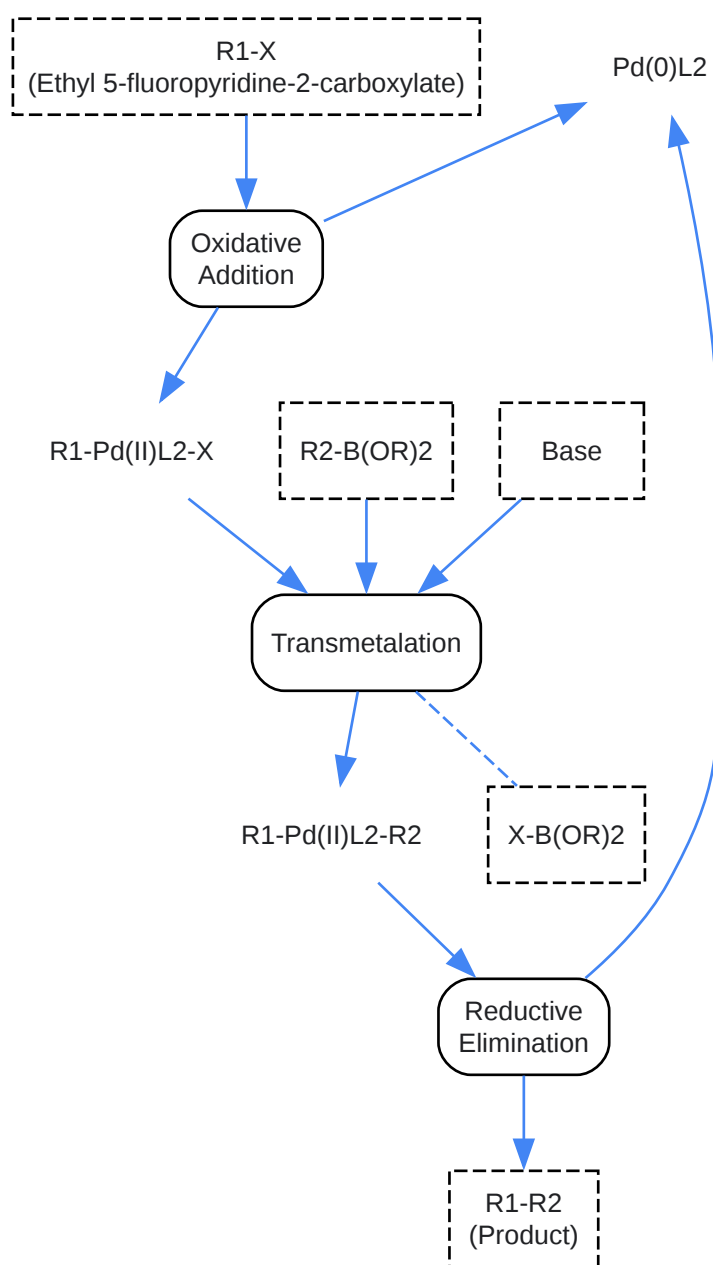 R1-X
(Ethyl 5-fluoropyridine-2-carboxylate)
Pd(0)L2
Oxidative
Addition
R1-Pd(II)L2-X
R2-B(OR)2
Base
Transmetalation
R1-Pd(II)L2-R2
X-B(OR)2
Reductive
Elimination
R1-R2
(Product)